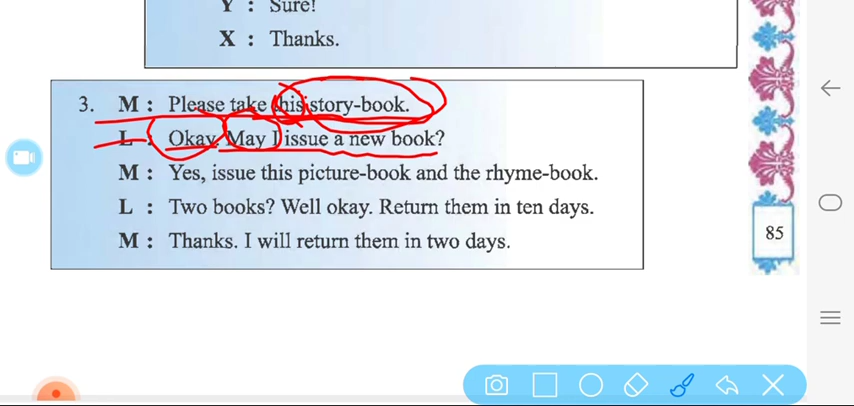 Y : Sure!
X : Thanks.
3. M : Please take this story-book.
L : Okay. May I issue a new book?
M : Yes, issue this picture-book and the rhyme-book.
L : Two books? Well okay. Return them in ten days.
M : Thanks. I will return them in two days.
85